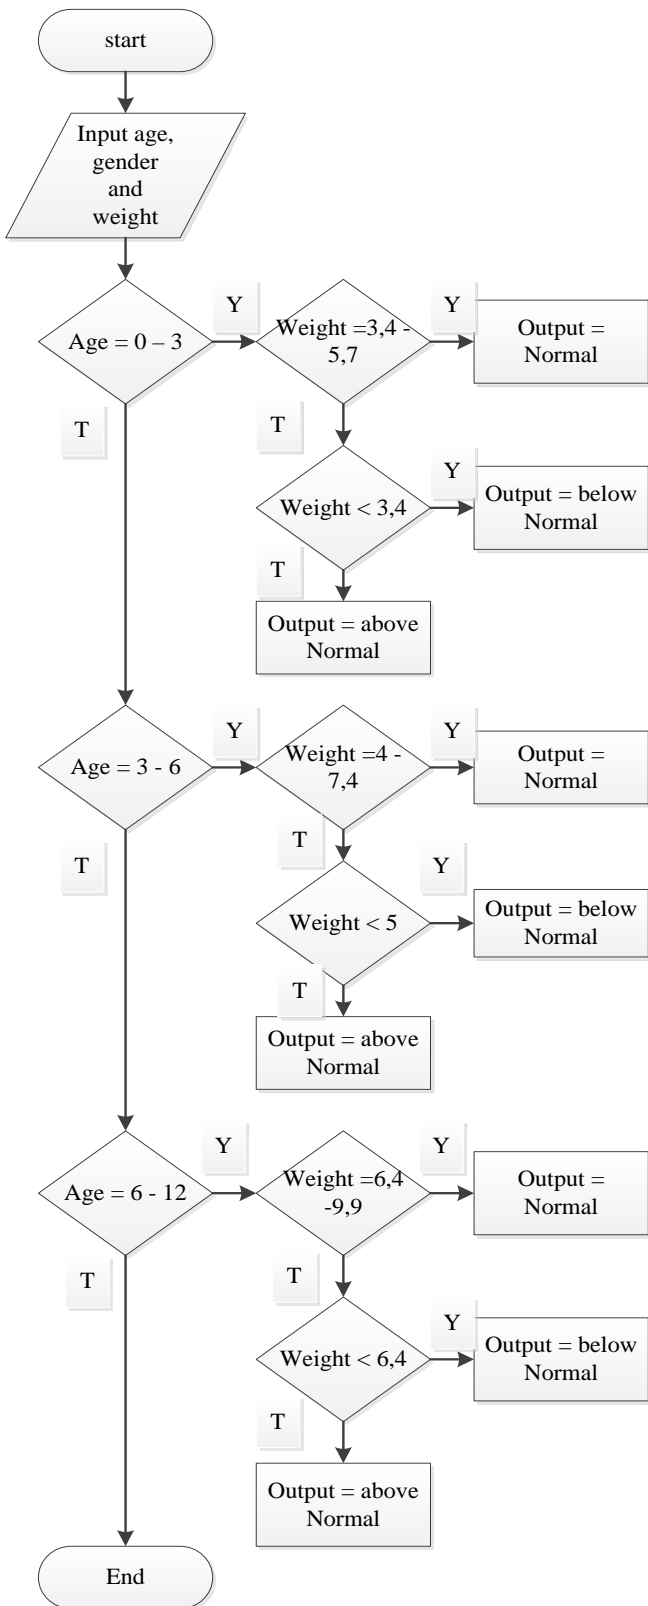 start
Input age,
gender
and
weight
Age = 0 – 3
Y
Weight =3,4 -
5,7
Y
Output =
Normal
T
T
Weight < 3,4
Y
Output = below
Normal
T
Output = above
Normal
Age = 3 - 6
Y
Weight =4 -
7,4
Y
Output =
Normal
T
T
Weight < 5
Y
Output = below
Normal
T
Output = above
Normal
Age = 6 - 12
Y
Weight =6,4
-9,9
Y
Output =
Normal
T
T
Weight < 6,4
Y
Output = below
Normal
T
Output = above
Normal
End